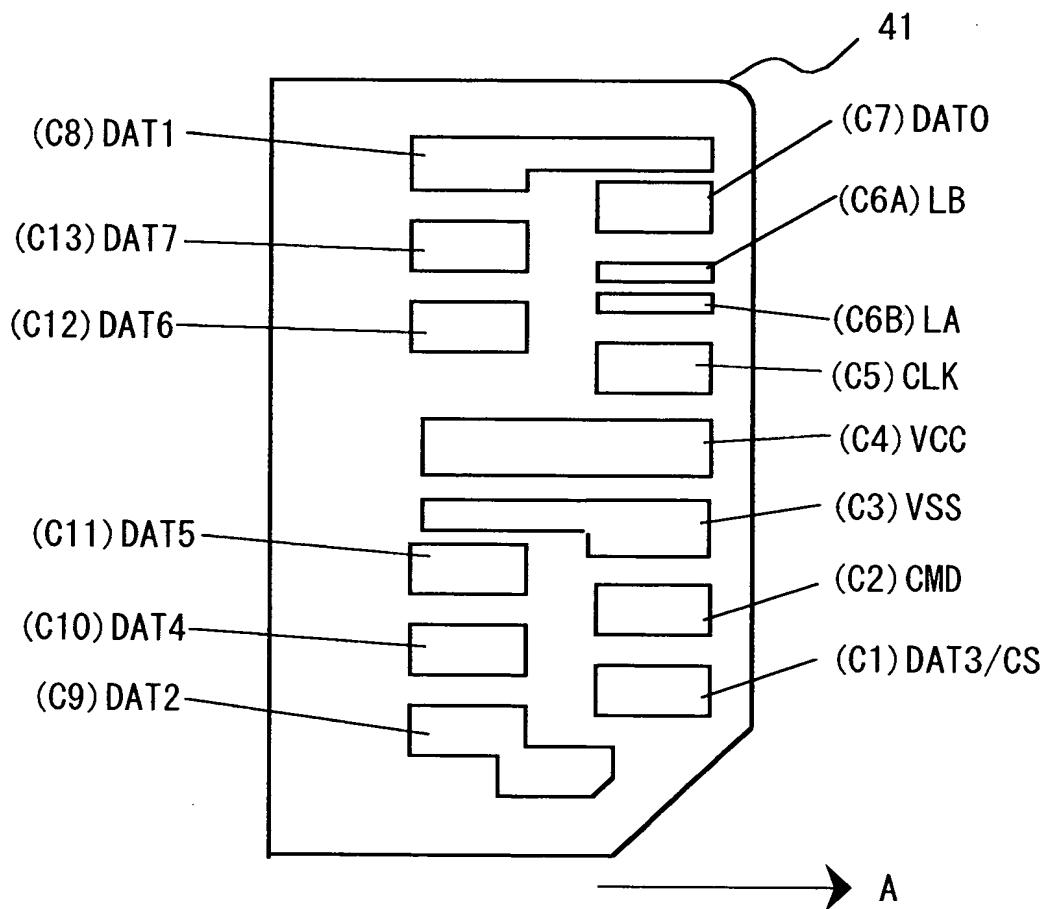 41
(C8) DAT1
(C7) DAT0
(C13) DAT7
(C6A) LB
(C12) DAT6
(C6B) LA
(C5) CLK
(C4) VCC
(C3) VSS
(C11) DAT5
(C2) CMD
(C10) DAT4
(C1) DAT3/CS
(C9) DAT2
A